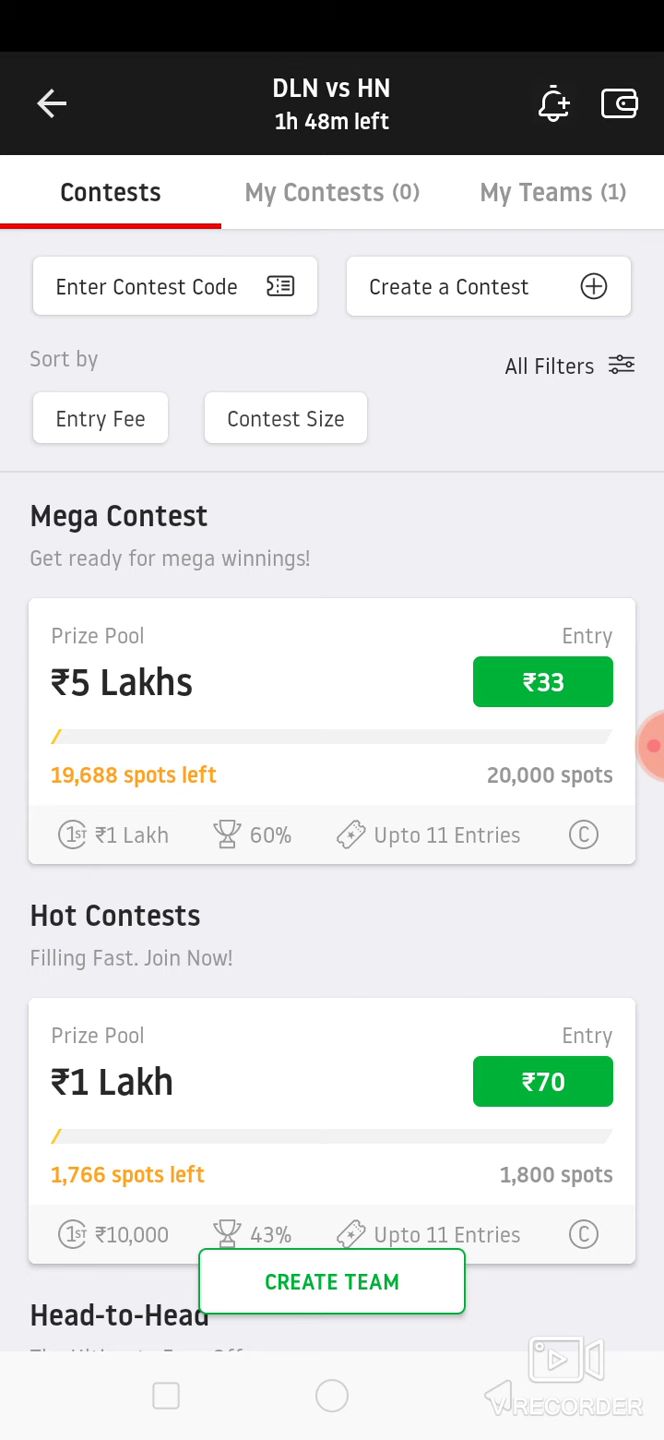 DLN vs HN
1h 48m left
Contests My Contests (0) My Teams (1)
Enter Contest Code Create a Contest
Sort by
All Filters
Entry Fee Contest Size
Mega Contest
Get ready for mega winnings!
Prize Pool Entry
₹5 Lakhs ₹33
19,688 spots left 20,000 spots
1ST ₹1 Lakh 60% Upto 11 Entries C
Hot Contests
Filling Fast. Join Now!
Prize Pool Entry
₹1 Lakh ₹70
1,766 spots left 1,800 spots
1ST ₹10,000 43% Upto 11 Entries C
CREATE TEAM
Head-to-Head
VRECORDER